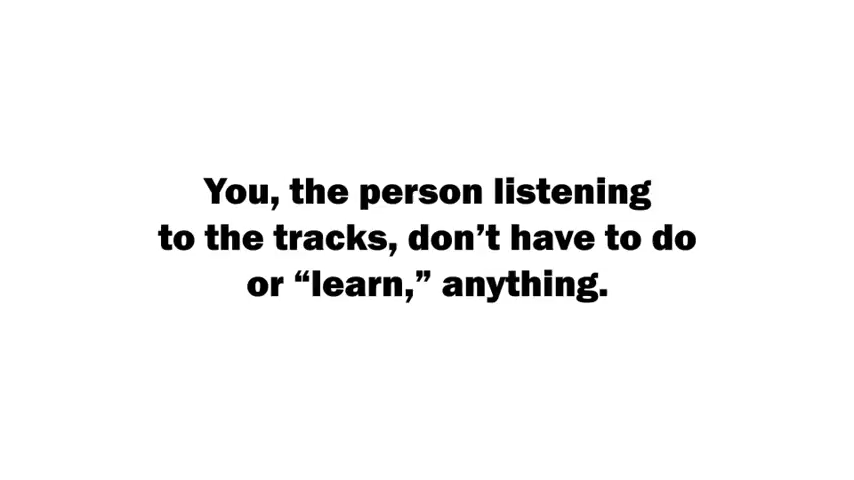 You, the person listening
to the tracks, don’t have to do
or “learn,” anything.